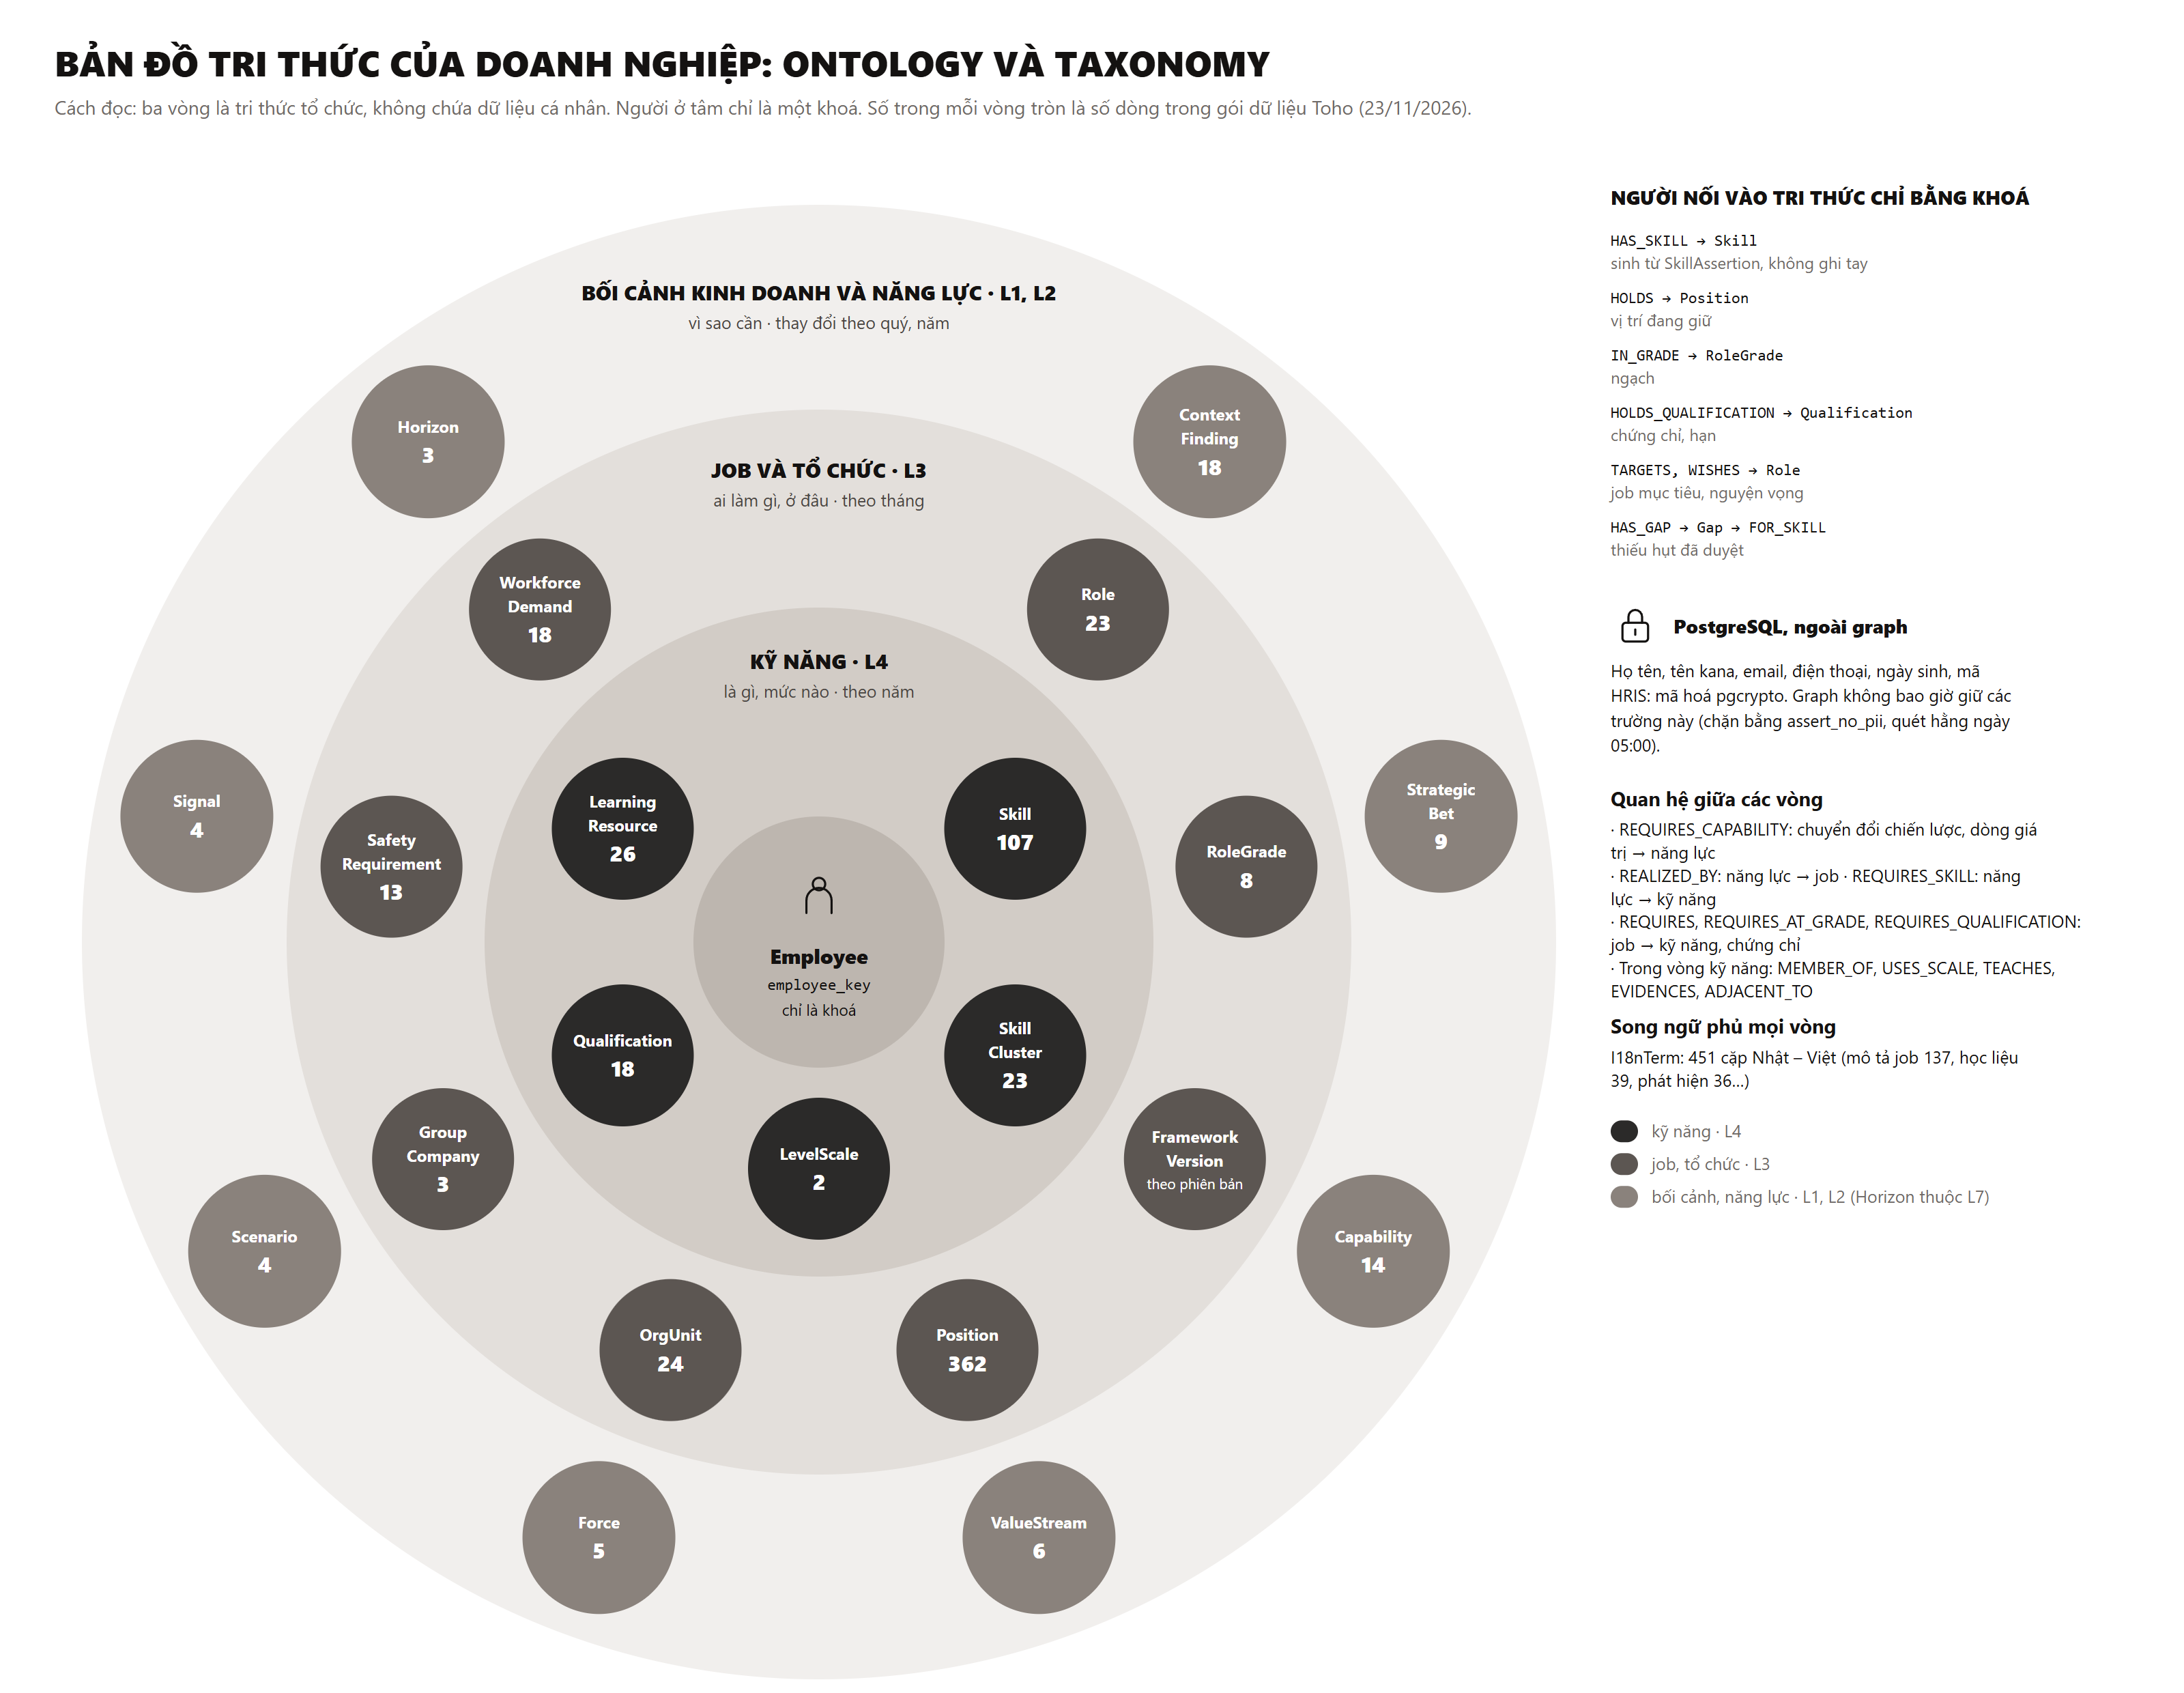 BẢN ĐỒ TRI THỨC CỦA DOANH NGHIỆP: ONTOLOGY VÀ TAXONOMY
Cách đọc: ba vòng là tri thức tổ chức, không chứa dữ liệu cá nhân. Người ở tâm chỉ là một khoá. Số trong mỗi vòng tròn là số dòng trong gói dữ liệu Toho (23/11/2026).
BỐI CẢNH KINH DOANH VÀ NĂNG LỰC · L1, L2
vì sao cần · thay đổi theo quý, năm
Horizon
3
Context
Finding
18
JOB VÀ TỔ CHỨC · L3
ai làm gì, ở đâu · theo tháng
Workforce
Demand
18
Role
23
KỸ NĂNG · L4
là gì, mức nào · theo năm
Signal
4
Safety
Requirement
13
Learning
Resource
26
Skill
107
RoleGrade
8
Strategic
Bet
9
Employee
employee_key
chỉ là khoá
Qualification
18
Skill
Cluster
23
Group
Company
3
LevelScale
2
Framework
Version
theo phiên bản
Scenario
4
Capability
14
OrgUnit
24
Position
362
Force
5
ValueStream
6
NGƯỜI NỐI VÀO TRI THỨC CHỈ BẰNG KHOÁ
HAS_SKILL → Skill
sinh từ SkillAssertion, không ghi tay
HOLDS → Position
vị trí đang giữ
IN_GRADE → RoleGrade
ngạch
HOLDS_QUALIFICATION → Qualification
chứng chỉ, hạn
TARGETS, WISHES → Role
job mục tiêu, nguyện vọng
HAS_GAP → Gap → FOR_SKILL
thiếu hụt đã duyệt
PostgreSQL, ngoài graph
Họ tên, tên kana, email, điện thoại, ngày sinh, mã
HRIS: mã hoá pgcrypto. Graph không bao giờ giữ các
trường này (chặn bằng assert_no_pii, quét hằng ngày
05:00).
Quan hệ giữa các vòng
· REQUIRES_CAPABILITY: chuyển đổi chiến lược, dòng giá
trị → năng lực
· REALIZED_BY: năng lực → job · REQUIRES_SKILL: năng
lực → kỹ năng
· REQUIRES, REQUIRES_AT_GRADE, REQUIRES_QUALIFICATION:
job → kỹ năng, chứng chỉ
· Trong vòng kỹ năng: MEMBER_OF, USES_SCALE, TEACHES,
EVIDENCES, ADJACENT_TO
Song ngữ phủ mọi vòng
I18nTerm: 451 cặp Nhật – Việt (mô tả job 137, học liệu
39, phát hiện 36...)
kỹ năng · L4
job, tổ chức · L3
bối cảnh, năng lực · L1, L2 (Horizon thuộc L7)